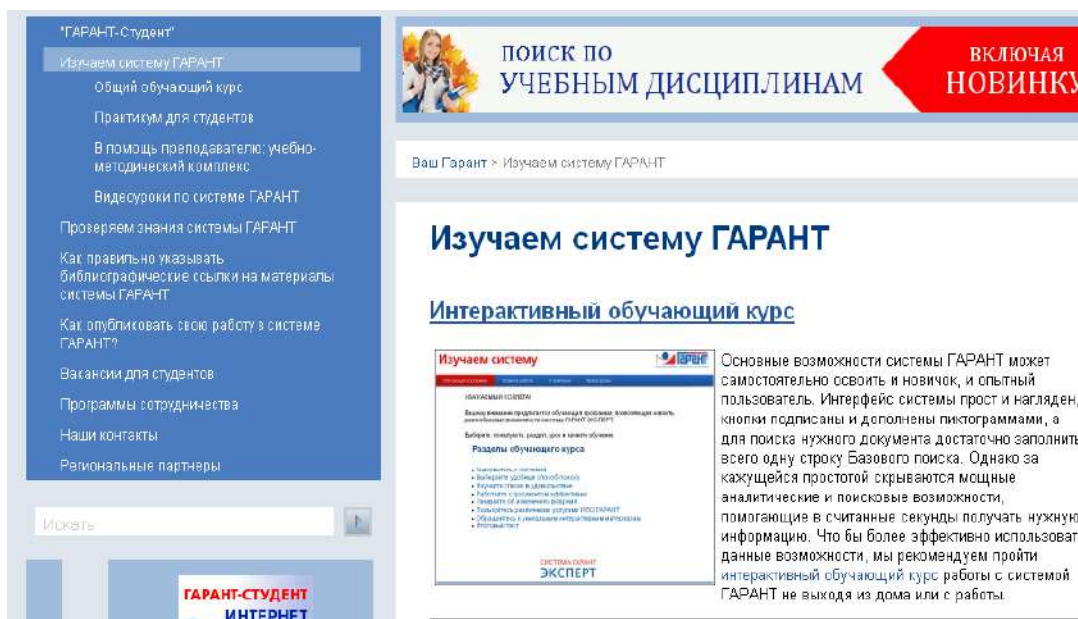 "ГАРАНТ-Студент"
Изучаем систему ГАРАНТ
Общий обучающий курс
Практикум для студентов
В помощь преподавателю: учебно-
методический комплекс
Видеоуроки по системе ГАРАНТ
Проверяем знания системы ГАРАНТ
Как правильно указывать
библиографические ссылки на материалы
системы ГАРАНТ
Как опубликовать свою работу в системе
ГАРАНТ?
Вакансии для студентов
Программы сотрудничества
Наши контакты
Региональные партнеры
Искать
ГАРАНТ-СТУДЕНТ
ИНТЕРНЕТ
ПОИСК ПО
УЧЕБНЫМ ДИСЦИПЛИНАМ
ВКЛЮЧАЯ
НОВИНКУ
Ваш Гарант > Изучаем систему ГАРАНТ
Изучаем систему ГАРАНТ
Интерактивный обучающий курс
Изучаем систему
ГАРАНТ
УВАЖАЕМЫЙ КОЛЛЕГА!
Разделы обучающего курса
СИСТЕМА ГАРАНТ
ЭКСПЕРТ
Основные возможности системы ГАРАНТ может
самостоятельно освоить и новичок, и опытный
пользователь. Интерфейс системы прост и нагляден,
кнопки подписаны и дополнены пиктограммами, а
для поиска нужного документа достаточно заполнить
всего одну строку Базового поиска. Однако за
кажущейся простотой скрываются мощные
аналитические и поисковые возможности,
помогающие в считанные секунды получать нужную
информацию. Что бы более эффективно использоват
данные возможности, мы рекомендуем пройти
интерактивный обучающий курс работы с системой
ГАРАНТ не выходя из дома или с работы.